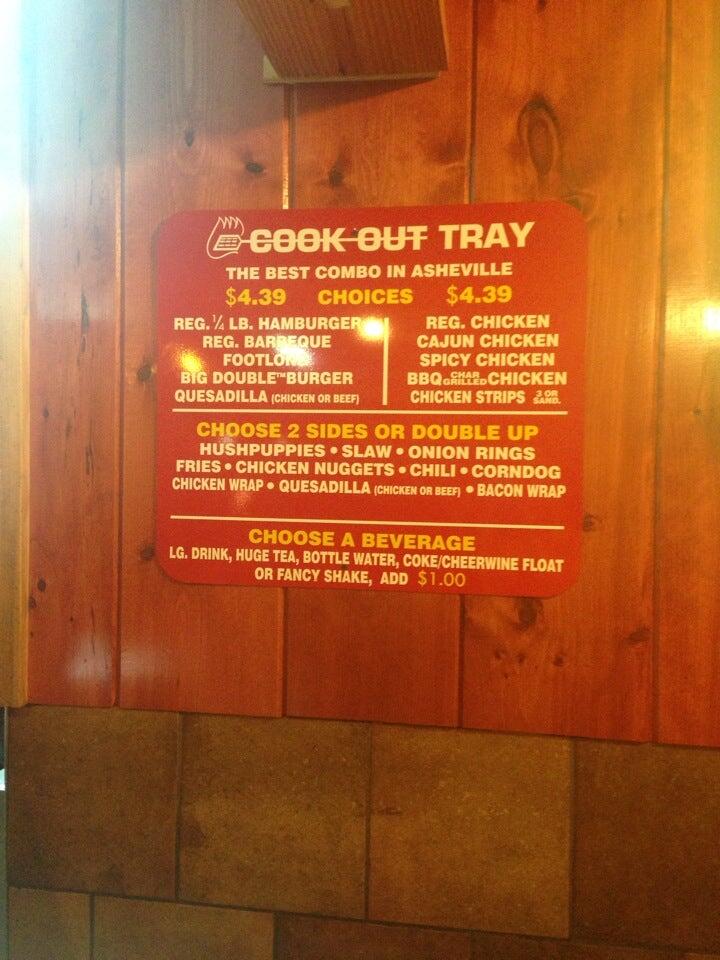 COOK OUT TRAY
THE BEST COMBO IN ASHEVILLE
$4.39 CHOICES $4.39
REG. ¼ LB. HAMBURGER
REG. BARBEQUE
FOOTLONG
BIG DOUBLE™BURGER
QUESADILLA (CHICKEN OR BEEF)
REG. CHICKEN
CAJUN CHICKEN
SPICY CHICKEN
BBQ CHAR GRILLED CHICKEN
CHICKEN STRIPS 3 OR SAND.
CHOOSE 2 SIDES OR DOUBLE UP
HUSHPUPPIES • SLAW • ONION RINGS
FRIES • CHICKEN NUGGETS • CHILI • CORNDOG
CHICKEN WRAP • QUESADILLA (CHICKEN OR BEEF) • BACON WRAP
CHOOSE A BEVERAGE
LG. DRINK, HUGE TEA, BOTTLE WATER, COKE/CHEERWINE FLOAT
OR FANCY SHAKE, ADD $1.00